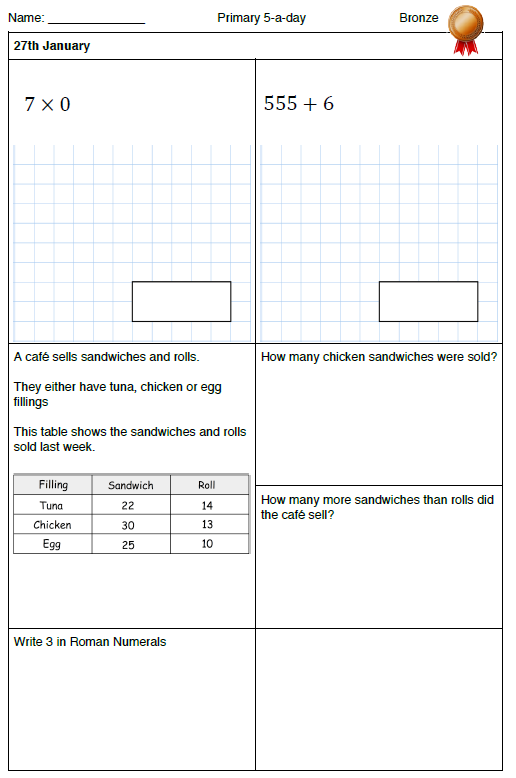 Name: ______________ Primary 5-a-day Bronze
27th January
7 × 0
555 + 6
A café sells sandwiches and rolls.
They either have tuna, chicken or egg
fillings
This table shows the sandwiches and rolls
sold last week.
Filling Sandwich Roll
Tuna 22 14
Chicken 30 13
Egg 25 10
How many chicken sandwiches were sold?
How many more sandwiches than rolls did
the café sell?
Write 3 in Roman Numerals